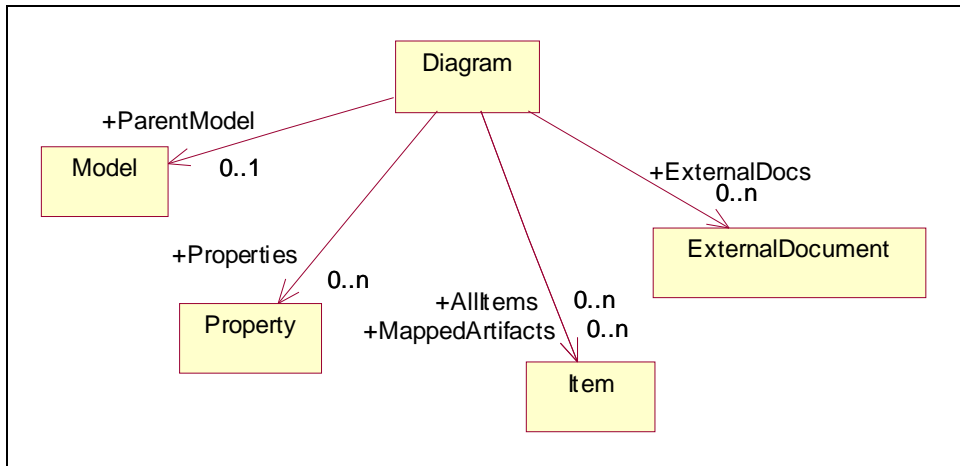 Diagram
+ParentModel
Model
0..1
+ExternalDocs
0..n
ExternalDocument
+Properties
0..n
Property
+AllItems
0..n
+MappedArtifacts
0..n
Item